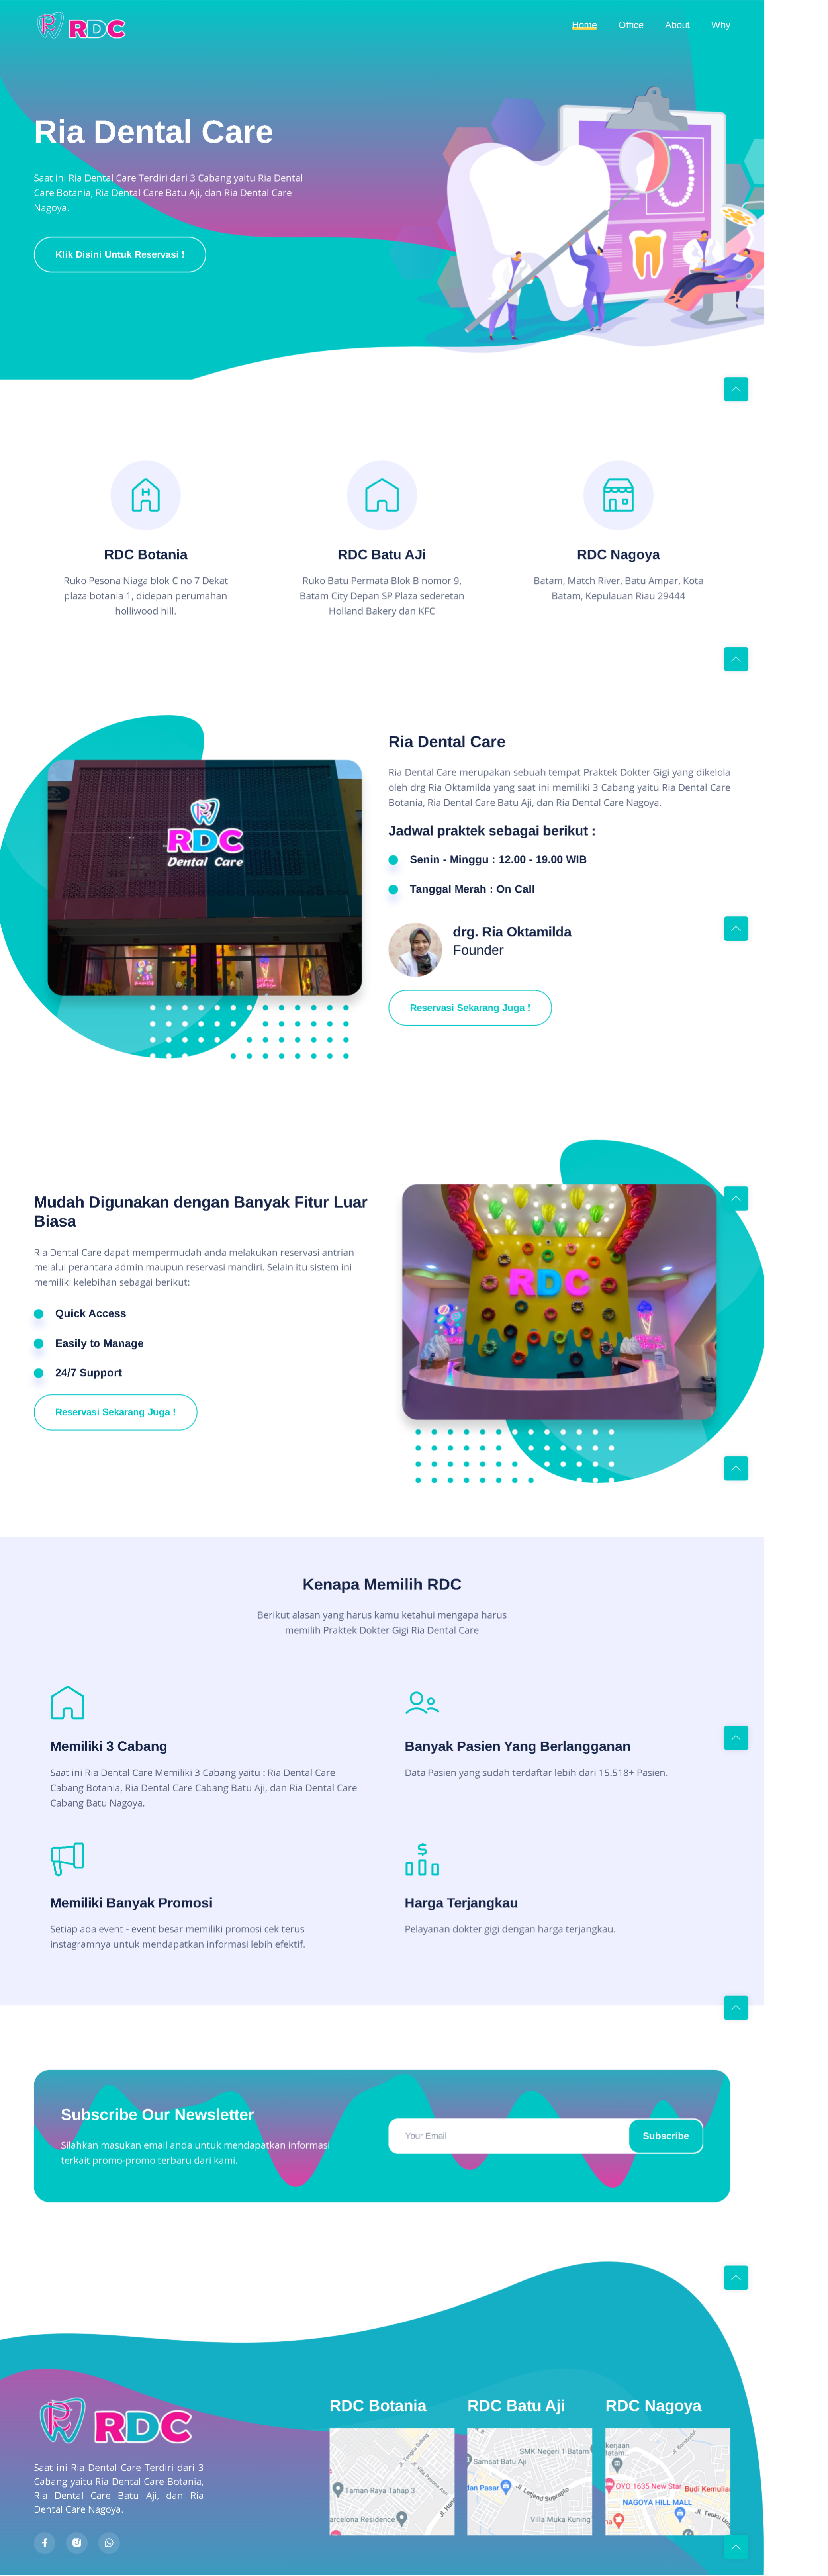 RDC
Home Office About Why
Ria Dental Care
Saat ini Ria Dental Care Terdiri dari 3 Cabang yaitu Ria Dental
Care Botania, Ria Dental Care Batu Aji, dan Ria Dental Care
Nagoya.
Klik Disini Untuk Reservasi !
RDC Botania
Ruko Pesona Niaga blok C no 7 Dekat
plaza botania 1, didepan perumahan
holliwood hill.
RDC Batu AJi
Ruko Batu Permata Blok B nomor 9,
Batam City Depan SP Plaza sederetan
Holland Bakery dan KFC
RDC Nagoya
Batam, Match River, Batu Ampar, Kota
Batam, Kepulauan Riau 29444
RDC
Dental Care
Ria Dental Care
Ria Dental Care merupakan sebuah tempat Praktek Dokter Gigi yang dikelola
oleh drg Ria Oktamilda yang saat ini memiliki 3 Cabang yaitu Ria Dental Care
Botania, Ria Dental Care Batu Aji, dan Ria Dental Care Nagoya.
Jadwal praktek sebagai berikut :
Senin - Minggu : 12.00 - 19.00 WIB
Tanggal Merah : On Call
drg. Ria Oktamilda
Founder
Reservasi Sekarang Juga !
Mudah Digunakan dengan Banyak Fitur Luar
Biasa
Ria Dental Care dapat mempermudah anda melakukan reservasi antrian
melalui perantara admin maupun reservasi mandiri. Selain itu sistem ini
memiliki kelebihan sebagai berikut:
Quick Access
Easily to Manage
24/7 Support
Reservasi Sekarang Juga !
RDC
Kenapa Memilih RDC
Berikut alasan yang harus kamu ketahui mengapa harus
memilih Praktek Dokter Gigi Ria Dental Care
Memiliki 3 Cabang
Saat ini Ria Dental Care Memiliki 3 Cabang yaitu : Ria Dental Care
Cabang Botania, Ria Dental Care Cabang Batu Aji, dan Ria Dental Care
Cabang Batu Nagoya.
Banyak Pasien Yang Berlangganan
Data Pasien yang sudah terdaftar lebih dari 15.518+ Pasien.
Memiliki Banyak Promosi
Setiap ada event - event besar memiliki promosi cek terus
instagramnya untuk mendapatkan informasi lebih efektif.
Harga Terjangkau
Pelayanan dokter gigi dengan harga terjangkau.
Subscribe Our Newsletter
Silahkan masukan email anda untuk mendapatkan informasi
terkait promo-promo terbaru dari kami.
Your Email
Subscribe
RDC
Saat ini Ria Dental Care Terdiri dari 3
Cabang yaitu Ria Dental Care Botania,
Ria Dental Care Batu Aji, dan Ria
Dental Care Nagoya.
RDC Botania
Taman Raya Tahap 3
arcelona Residence
RDC Batu Aji
SMK Negeri 1 Batam
Samsat Batu Aji
dan Pasar
Jl. Letjend Suprapto
Villa Muka Kuning
RDC Nagoya
kerjaan
latam...
OYO 1635 New Star
Budi Kemulia
NAGOYA HILL MALL
Jl. Teuku